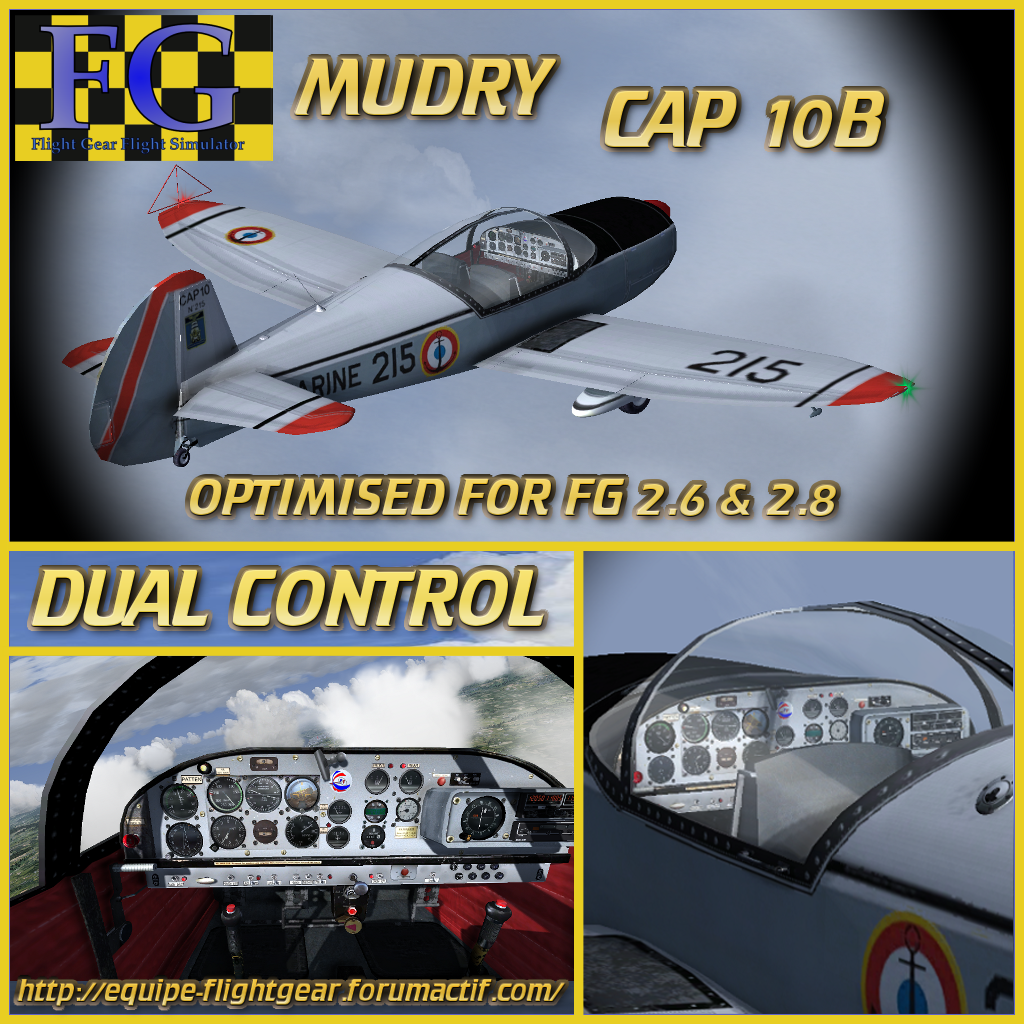 FG
Flight Gear Flight Simulator
MUDRY
CAP 10B
CAP10
N°215
ARINE 215
215
OPTIMISED FOR FG 2.6 & 2.8
DUAL CONTROL
http://equipe-flightgear.forumactif.com/